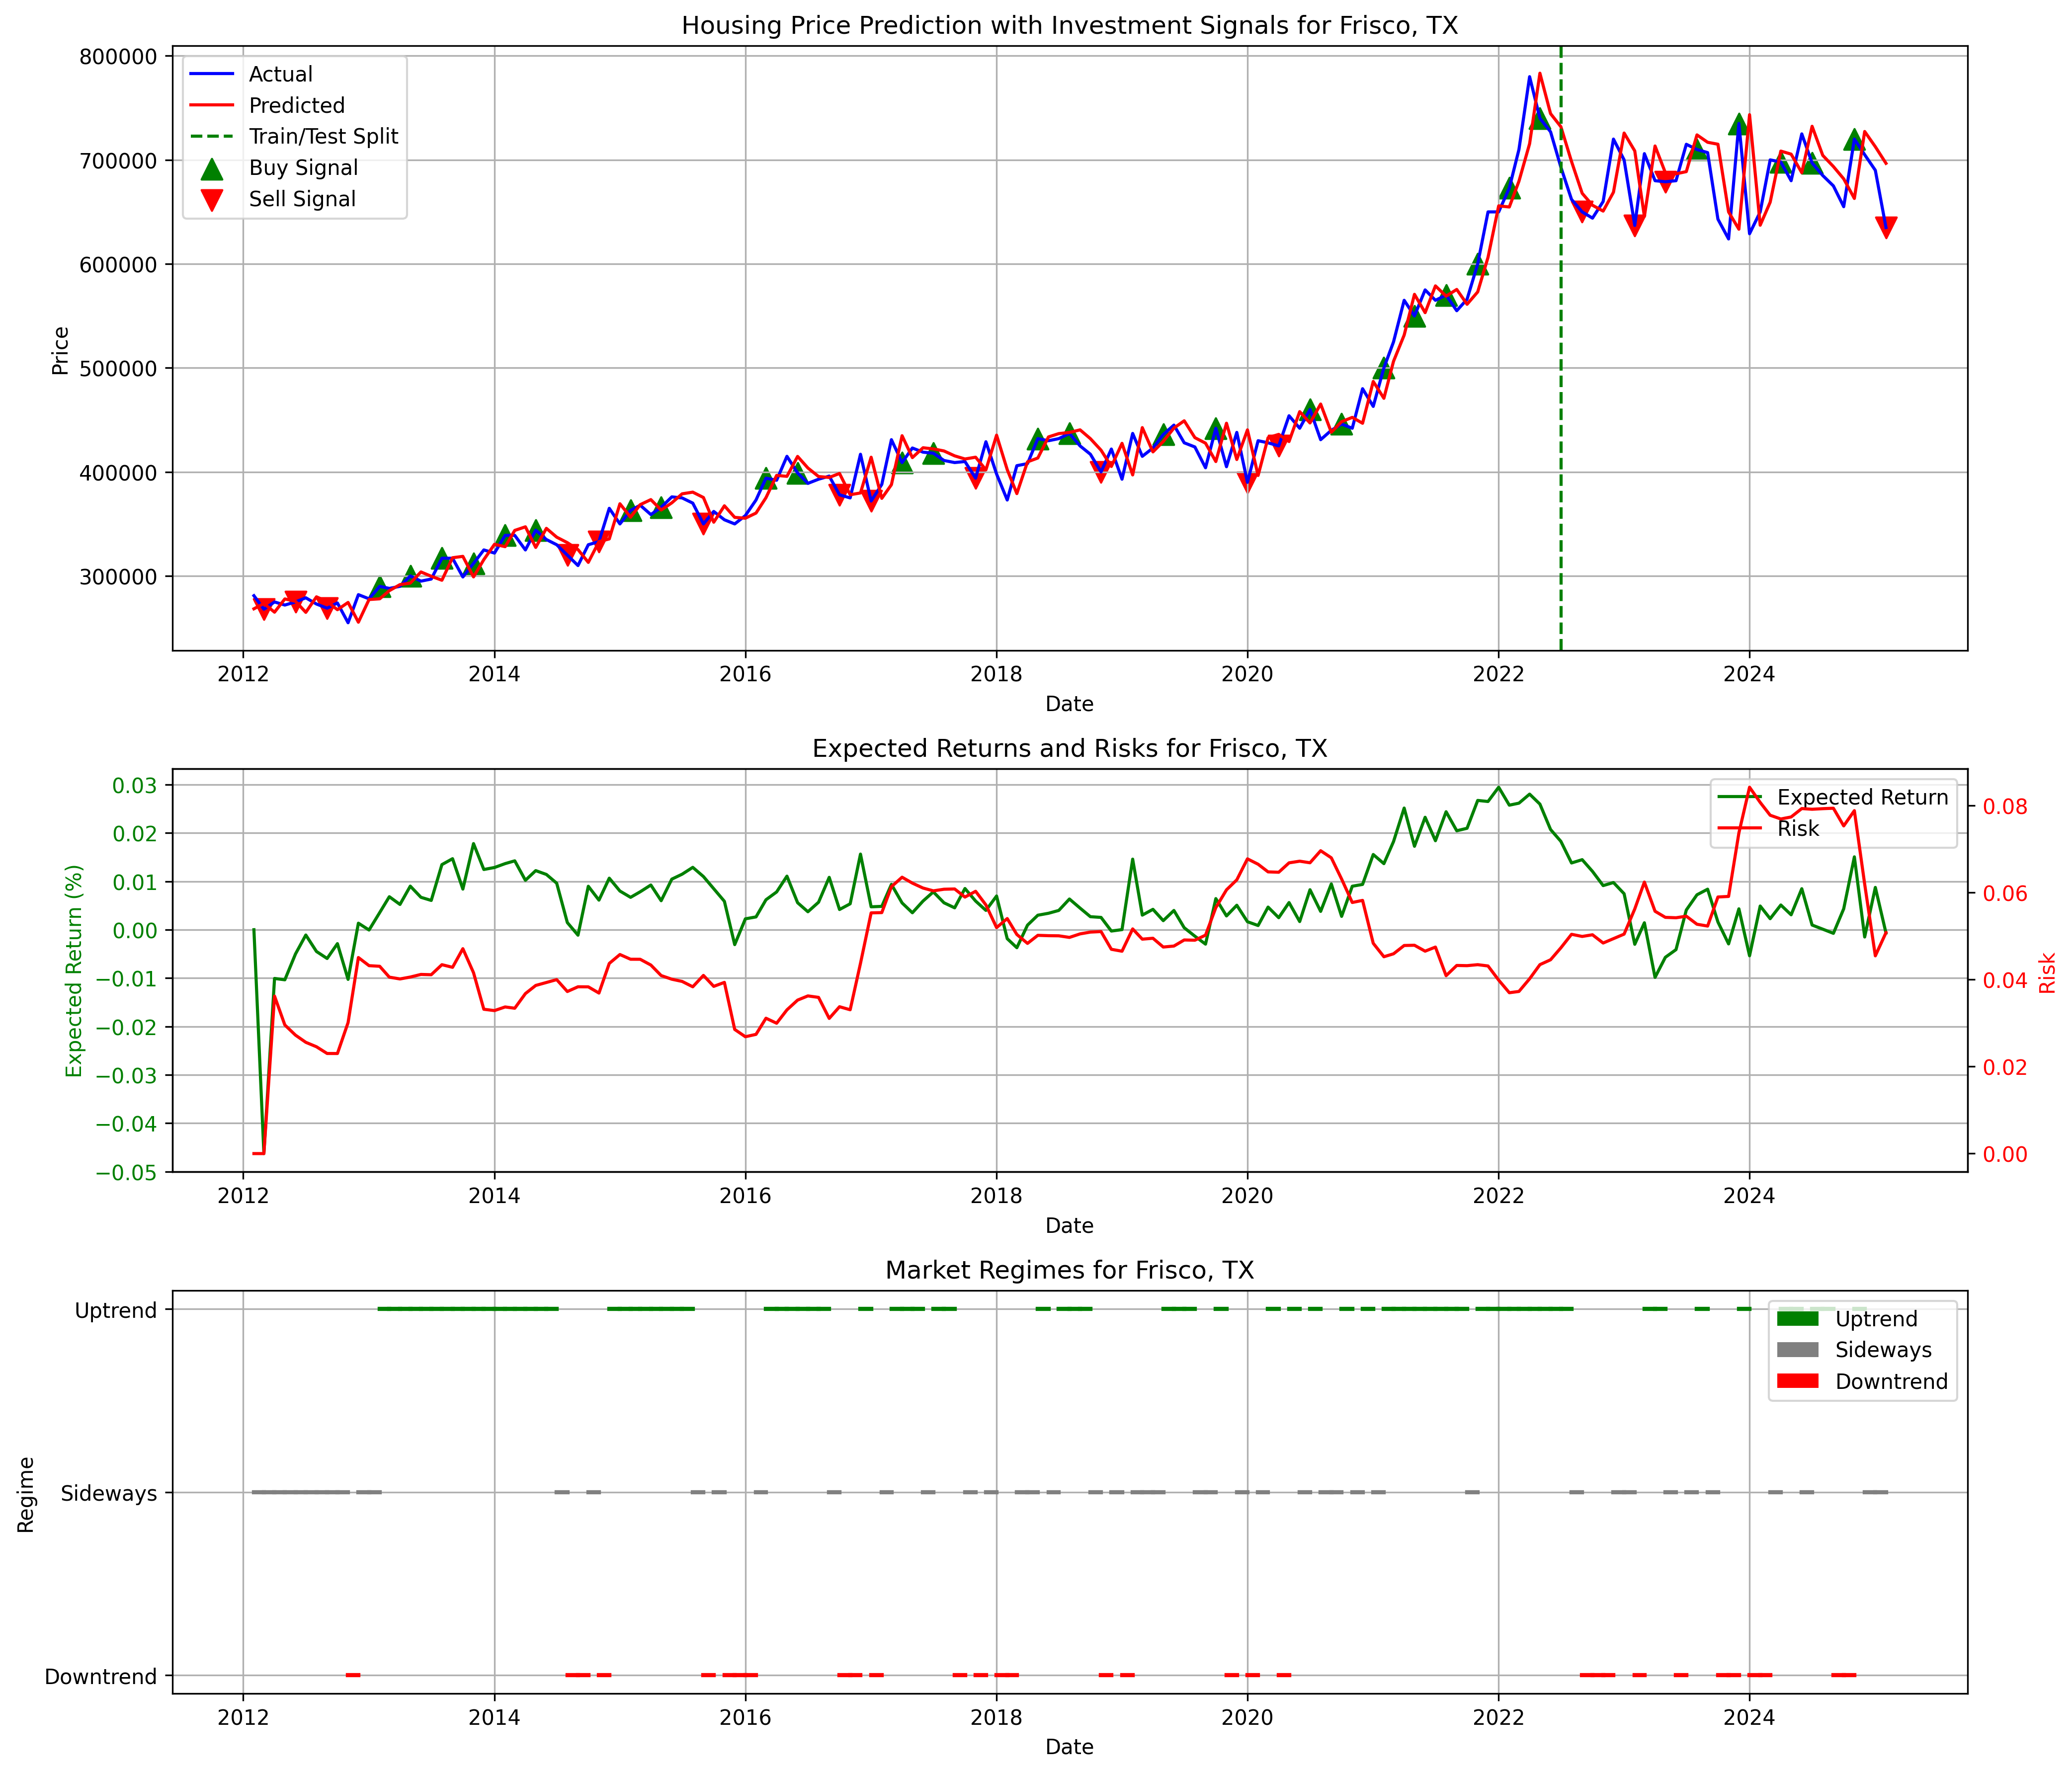 Housing Price Prediction with Investment Signals for Frisco, TX
800000
700000
600000
500000
400000
300000
Price
Actual
Predicted
Train/Test Split
Buy Signal
Sell Signal
2012 2014 2016 2018 2020 2022 2024
Date
Expected Returns and Risks for Frisco, TX
0.03
0.02
0.01
0.00
−0.01
−0.02
−0.03
−0.04
−0.05
Expected Return (%)
Expected Return
Risk
0.08
0.06
0.04
0.02
0.00
Risk
2012 2014 2016 2018 2020 2022 2024
Date
Market Regimes for Frisco, TX
Uptrend
Sideways
Downtrend
Regime
Uptrend
Sideways
Downtrend
2012 2014 2016 2018 2020 2022 2024
Date